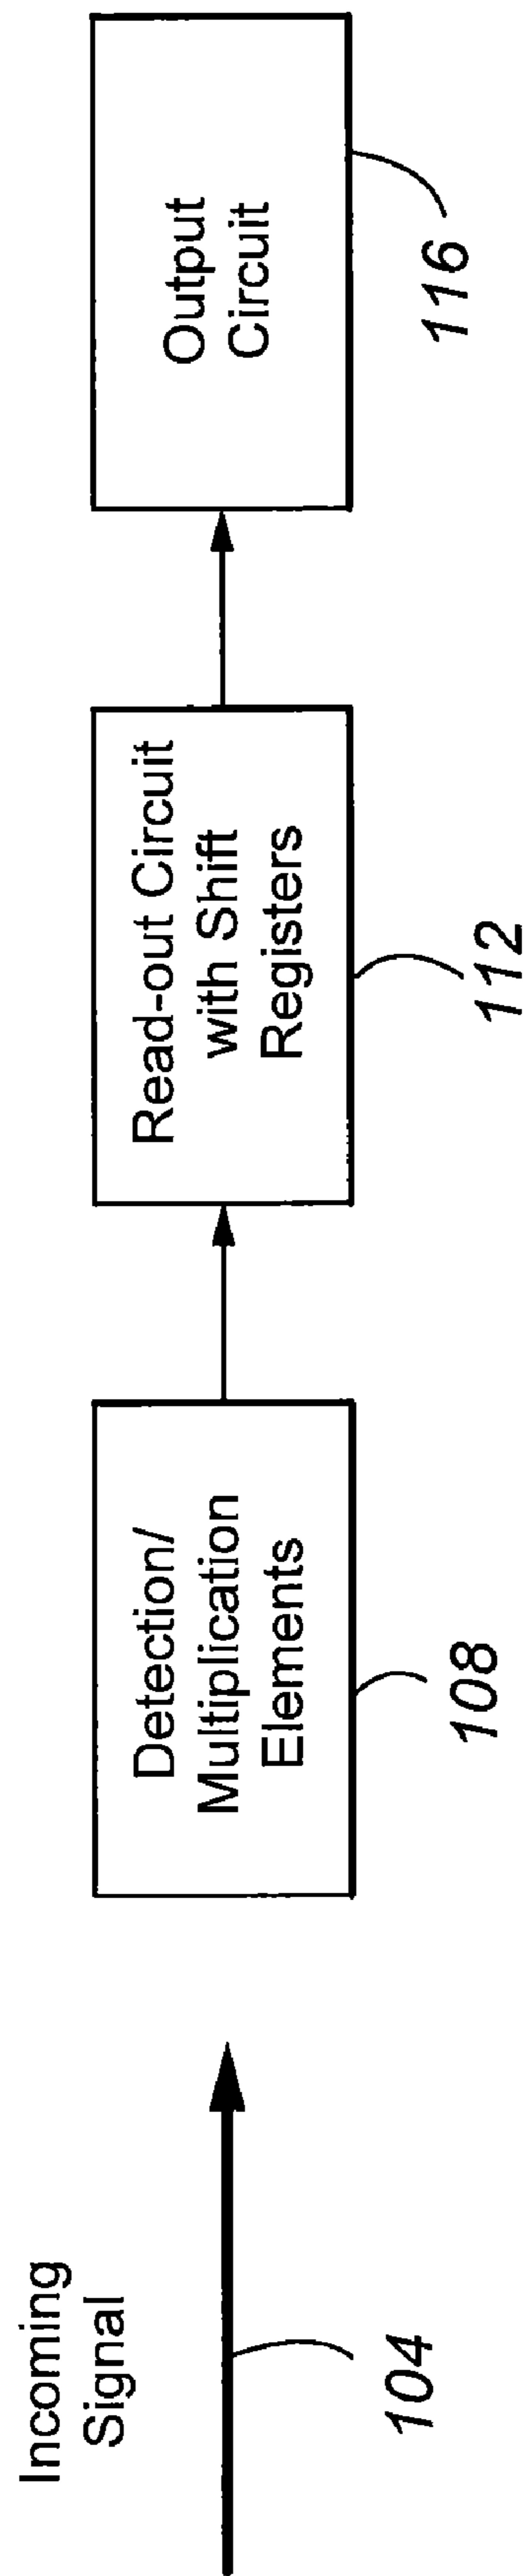 Incoming
Signal
104
Detection/
Multiplication
Elements
108
Read-out Circuit
with Shift
Registers
112
Output
Circuit
116